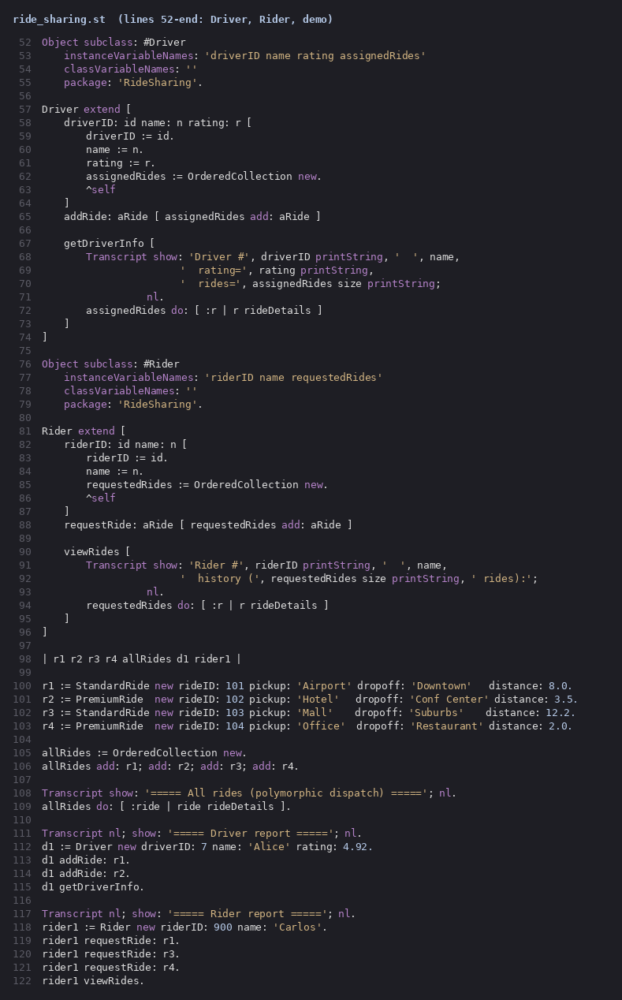 ride_sharing.st  (lines 52-end: Driver, Rider, demo)
52 Object subclass: #Driver
53     instanceVariableNames: 'driverID name rating assignedRides'
54     classVariableNames: ''
55     package: 'RideSharing'.
56
57 Driver extend [
58     driverID: id name: n rating: r [
59         driverID := id.
60         name := n.
61         rating := r.
62         assignedRides := OrderedCollection new.
63         ^self
64     ]
65     addRide: aRide [ assignedRides add: aRide ]
66
67     getDriverInfo [
68         Transcript show: 'Driver #', driverID printString, '  ', name,
69                          '  rating=', rating printString,
70                          '  rides=', assignedRides size printString;
71                    nl.
72         assignedRides do: [ :r | r rideDetails ]
73     ]
74 ]
75
76 Object subclass: #Rider
77     instanceVariableNames: 'riderID name requestedRides'
78     classVariableNames: ''
79     package: 'RideSharing'.
80
81 Rider extend [
82     riderID: id name: n [
83         riderID := id.
84         name := n.
85         requestedRides := OrderedCollection new.
86         ^self
87     ]
88     requestRide: aRide [ requestedRides add: aRide ]
89
90     viewRides [
91         Transcript show: 'Rider #', riderID printString, '  ', name,
92                          '  history (', requestedRides size printString, ' rides):';
93                    nl.
94         requestedRides do: [ :r | r rideDetails ]
95     ]
96 ]
97
98 | r1 r2 r3 r4 allRides d1 rider1 |
99
100 r1 := StandardRide new rideID: 101 pickup: 'Airport' dropoff: 'Downtown'   distance: 8.0.
101 r2 := PremiumRide  new rideID: 102 pickup: 'Hotel'   dropoff: 'Conf Center' distance: 3.5.
102 r3 := StandardRide new rideID: 103 pickup: 'Mall'    dropoff: 'Suburbs'    distance: 12.2.
103 r4 := PremiumRide  new rideID: 104 pickup: 'Office'  dropoff: 'Restaurant' distance: 2.0.
104
105 allRides := OrderedCollection new.
106 allRides add: r1; add: r2; add: r3; add: r4.
107
108 Transcript show: '===== All rides (polymorphic dispatch) ====='; nl.
109 allRides do: [ :ride | ride rideDetails ].
110
111 Transcript nl; show: '===== Driver report ====='; nl.
112 d1 := Driver new driverID: 7 name: 'Alice' rating: 4.92.
113 d1 addRide: r1.
114 d1 addRide: r2.
115 d1 getDriverInfo.
116
117 Transcript nl; show: '===== Rider report ====='; nl.
118 rider1 := Rider new riderID: 900 name: 'Carlos'.
119 rider1 requestRide: r1.
120 rider1 requestRide: r3.
121 rider1 requestRide: r4.
122 rider1 viewRides.